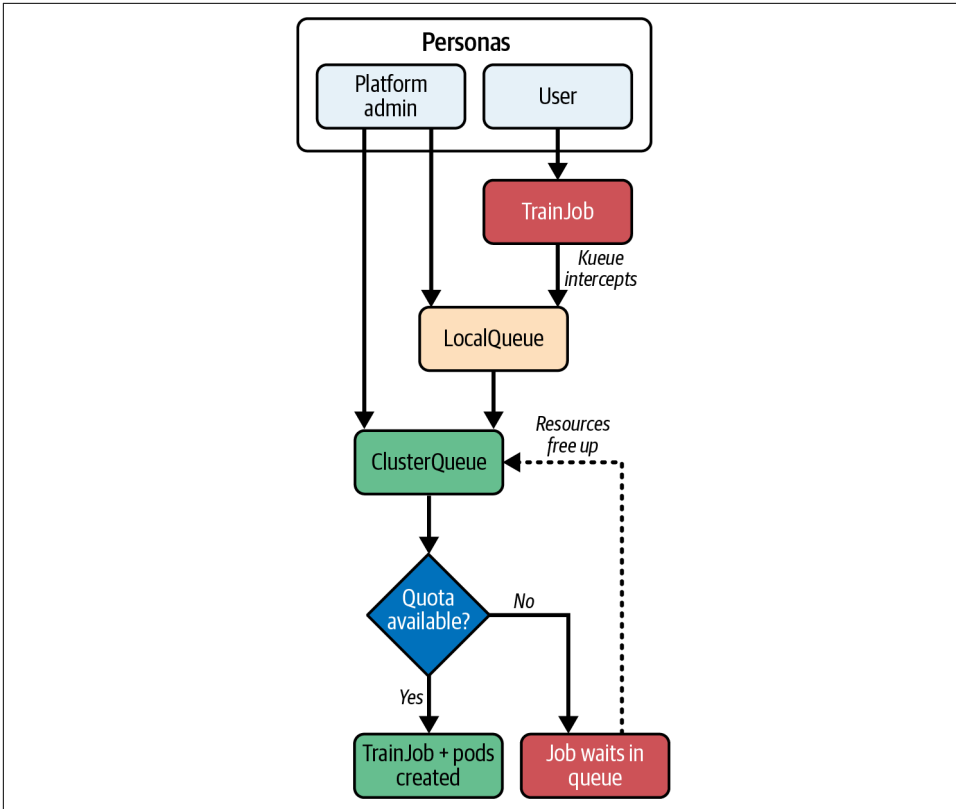 Personas
Platform
admin
User
TrainJob
Kueue
intercepts
LocalQueue
Resources
free up
ClusterQueue
Quota
available?
No
Yes
TrainJob + pods
created
Job waits in
queue